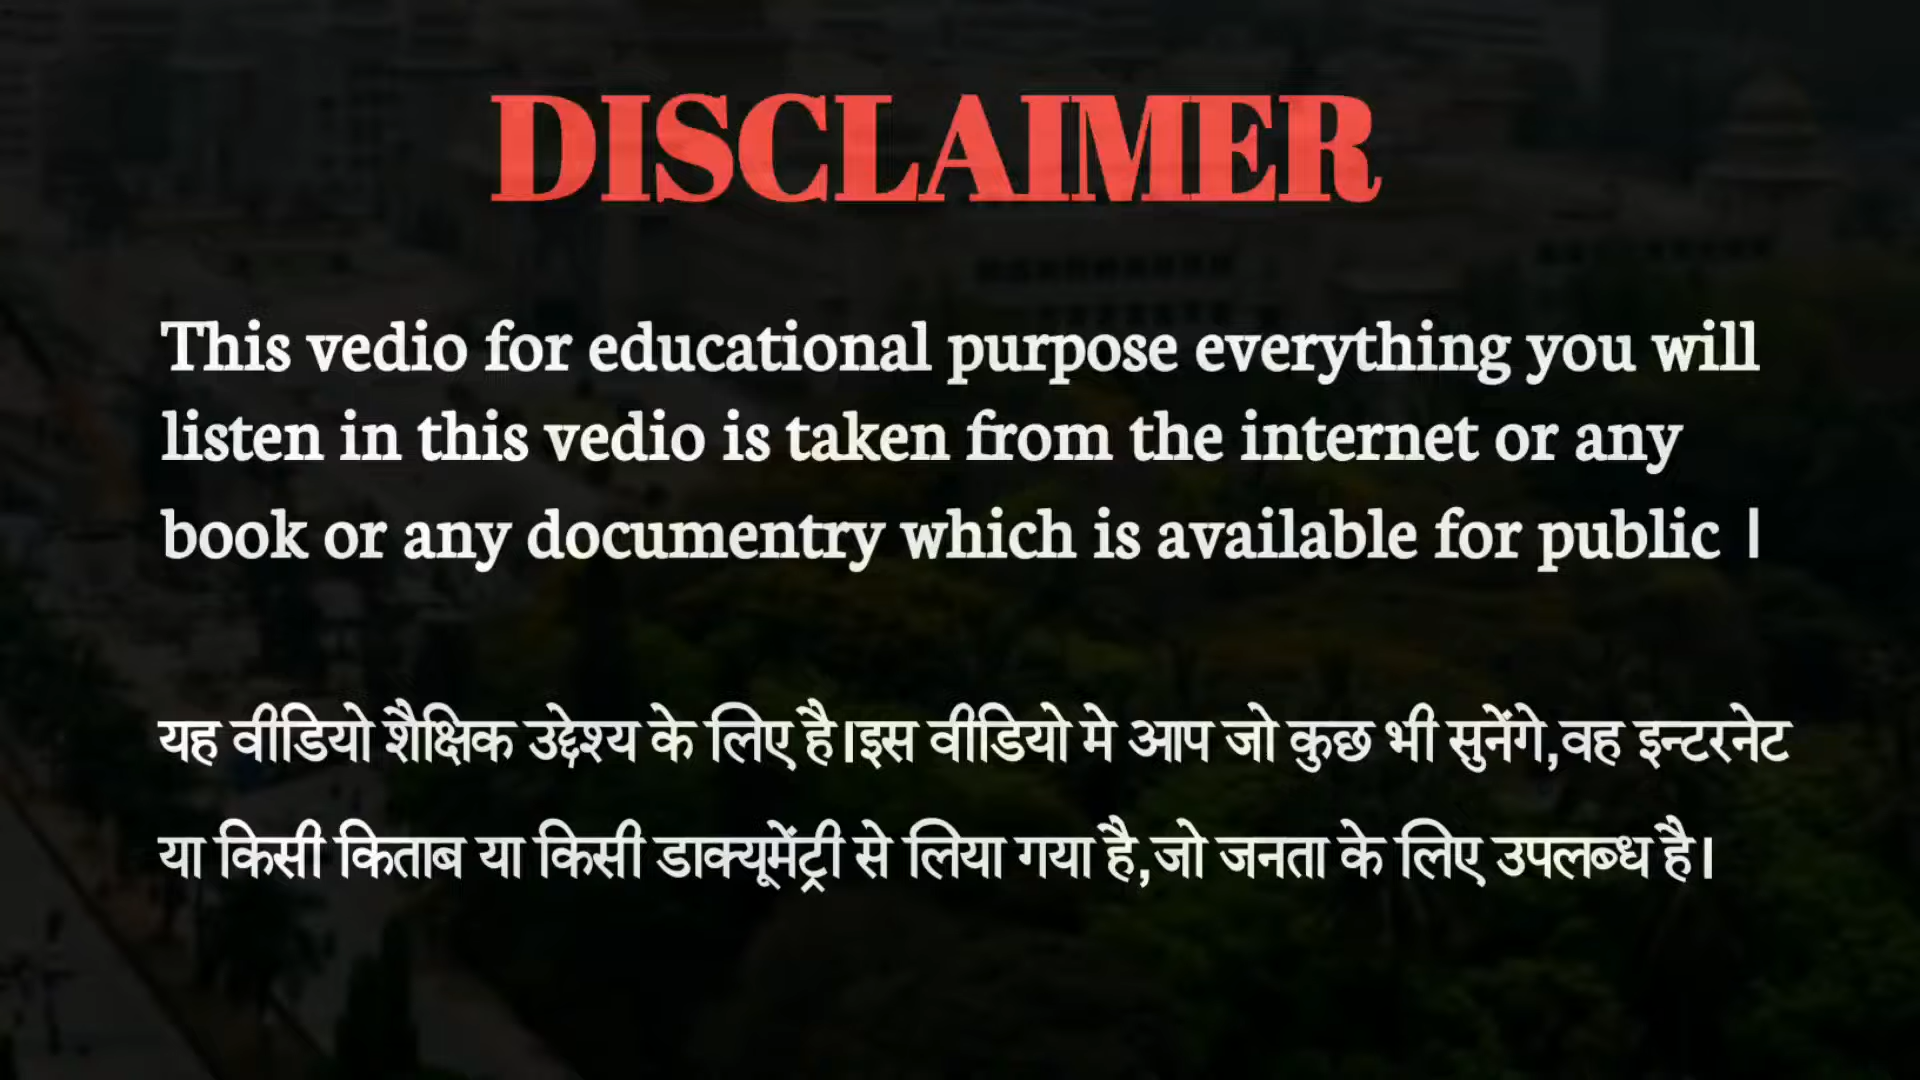 DISCLAIMER
This vedio for educational purpose everything you will
listen in this vedio is taken from the internet or any
book or any documentry which is available for public ।
यह वीडियो शैक्षिक उद्देश्य के लिए है।इस वीडियो मे आप जो कुछ भी सुनेंगे,वह इन्टरनेट
या किसी किताब या किसी डाक्यूमेंट्री से लिया गया है,जो जनता के लिए उपलब्ध है।